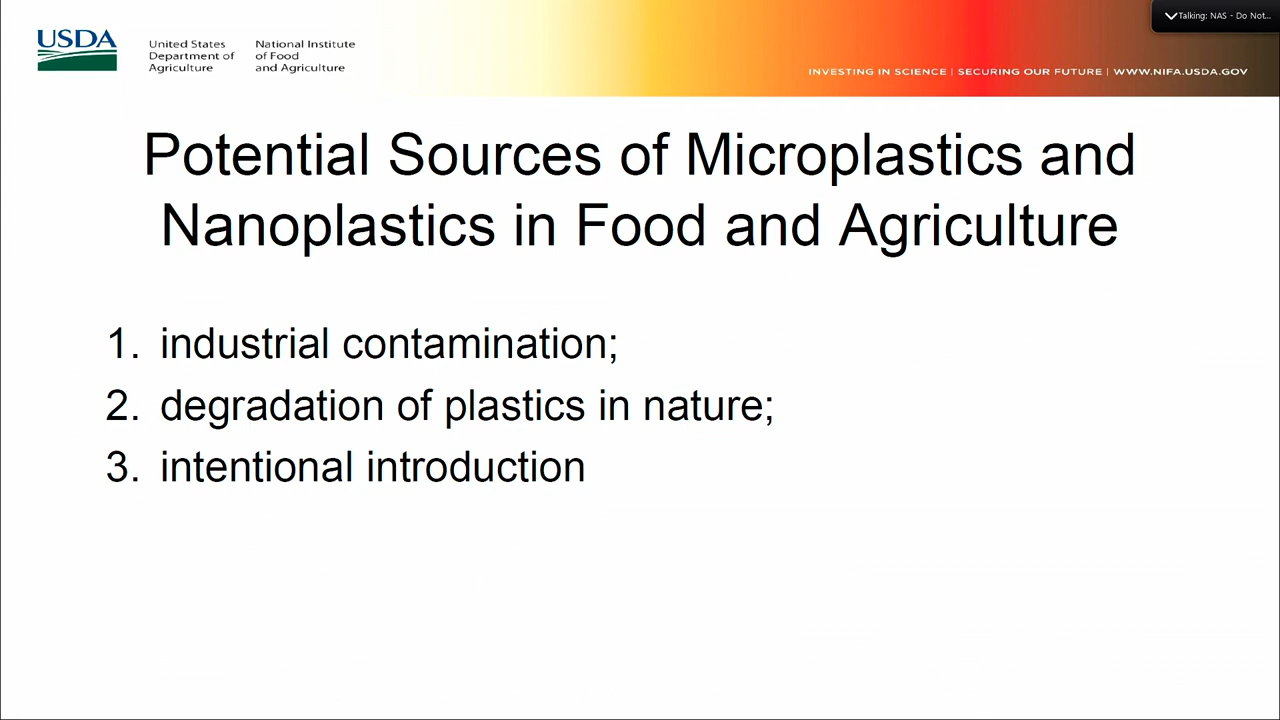 Talking: NAS - Do Not...
USDA
United States
Department of
Agriculture
National Institute
of Food
and Agriculture
INVESTING IN SCIENCE | SECURING OUR FUTURE | WWW.NIFA.USDA.GOV
Potential Sources of Microplastics and
Nanoplastics in Food and Agriculture
1. industrial contamination;
2. degradation of plastics in nature;
3. intentional introduction